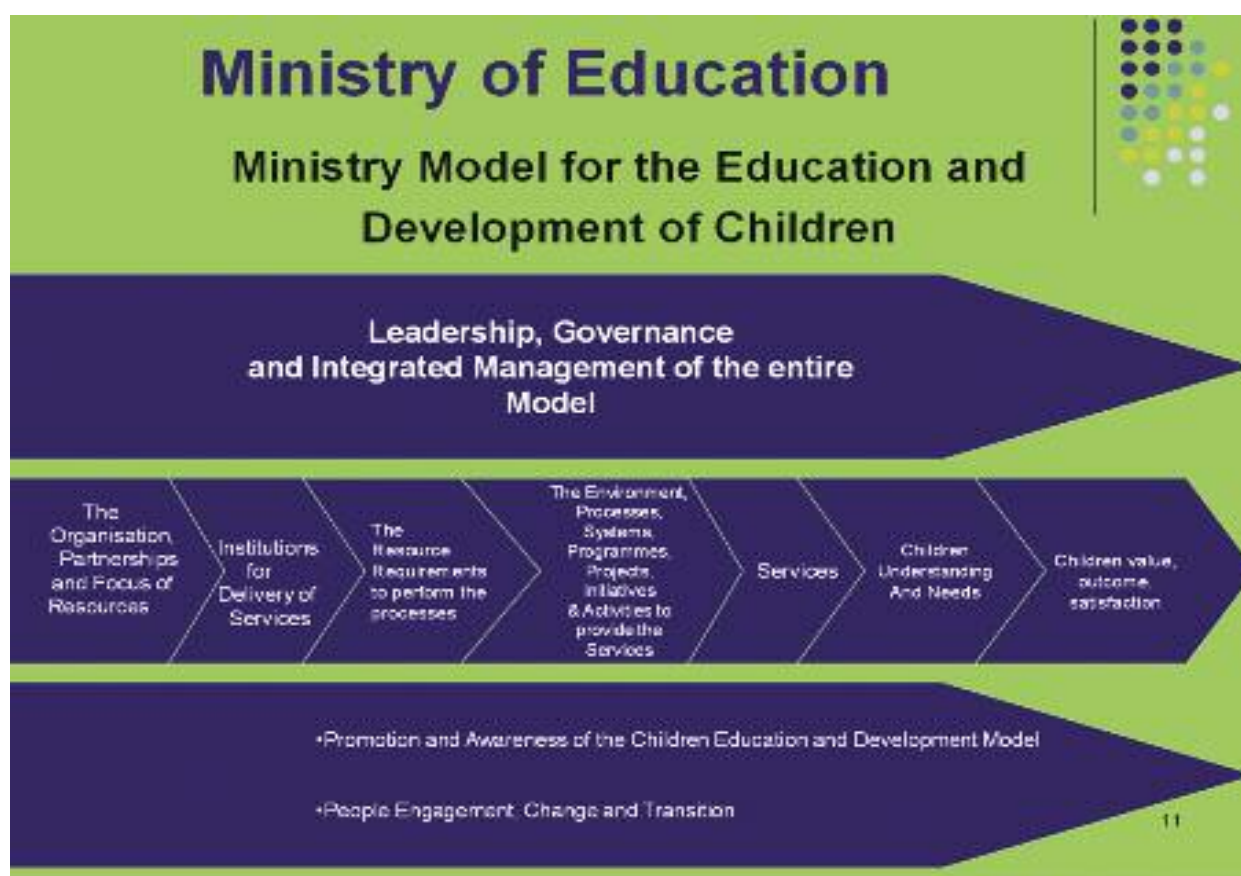 Ministry of Education
Ministry Model for the Education and
Development of Children
Leadership, Governance
and Integrated Management of the entire
Model
The
Organisation,
Partnerships
and Focus of
Resources
Institutions
for
Delivery of
Services
The
Resource
Requirements
to perform the
processes
The Environment,
Processes,
Systems,
Programmes,
Projects,
Initiatives
& Activities to
provide the
Services
Services
Children
Understanding
And Needs
Children value,
outcome,
satisfaction
•Promotion and Awareness of the Children Education and Development Model
•People Engagement, Change and Transition
11